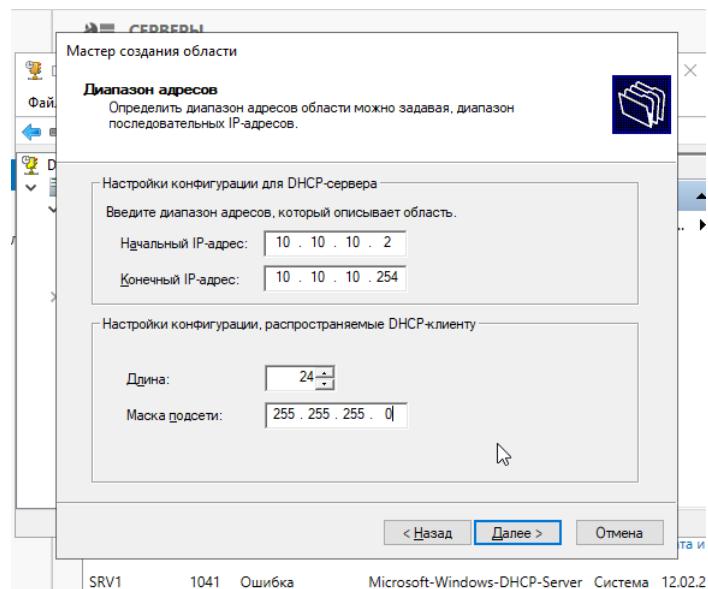 СЕРВЕРЫ
Мастер создания области
Фай
Диапазон адресов
Определить диапазон адресов области можно задавая, диапазон
последовательных IP-адресов.
D
Настройки конфигурации для DHCP-сервера
Введите диапазон адресов, который описывает область.
Начальный IP-адрес: 10 . 10 . 10 . 2
Конечный IP-адрес: 10 . 10 . 10 . 254
Настройки конфигурации, распространяемые DHCP-клиенту
Длина: 24
Маска подсети: 255 . 255 . 255 . 0
< Назад Далее > Отмена
та и
SRV1 1041 Ошибка Microsoft-Windows-DHCP-Server Система 12.02.2